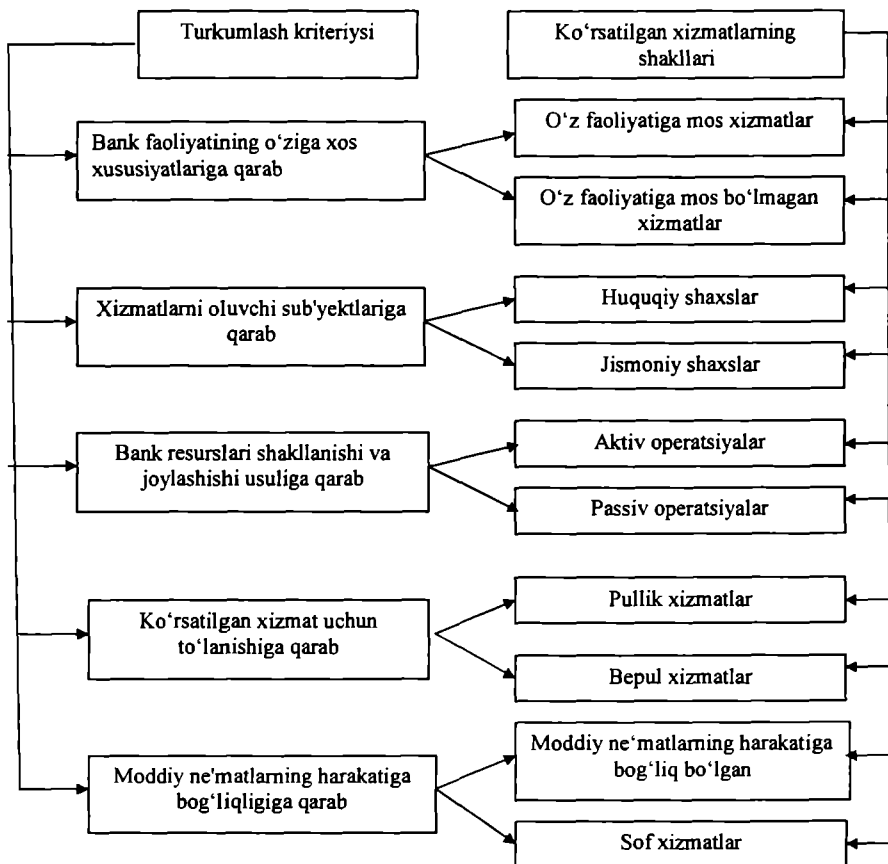 Turkumlash kriteriysi
Ko‘rsatilgan xizmatlarning
shakllari
Bank faoliyatining o‘ziga xos
xususiyatlariga qarab
O‘z faoliyatiga mos xizmatlar
O‘z faoliyatiga mos bo‘lmagan
xizmatlar
Xizmatlarni oluvchi sub'yektlariga
qarab
Huquqiy shaxslar
Jismoniy shaxslar
Bank resurslari shakllanishi va
joylashishi usuliga qarab
Aktiv operatsiyalar
Passiv operatsiyalar
Ko‘rsatilgan xizmat uchun
to‘lanishiga qarab
Pullik xizmatlar
Bepul xizmatlar
Moddiy ne'matlarning harakatiga
bog‘liqligiga qarab
Moddiy ne‘matlarning harakatiga
bog‘liq bo‘lgan
Sof xizmatlar